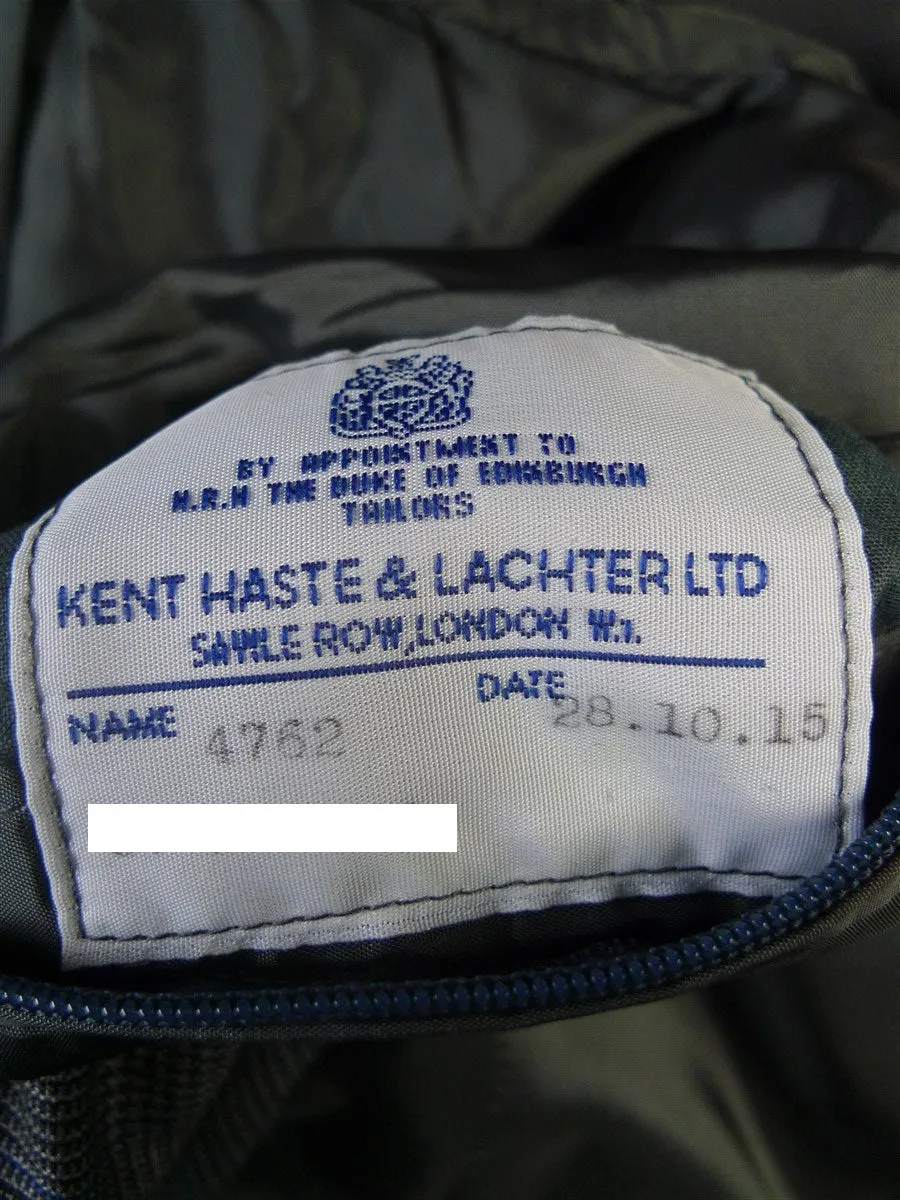 BY APPOINTMENT TO
H.R.H THE DUKE OF EDINBURGH
TAILORS
KENT HASTE & LACHTER LTD
SAVILE ROW, LONDON W.1.
NAME 4762 DATE 28.10.15